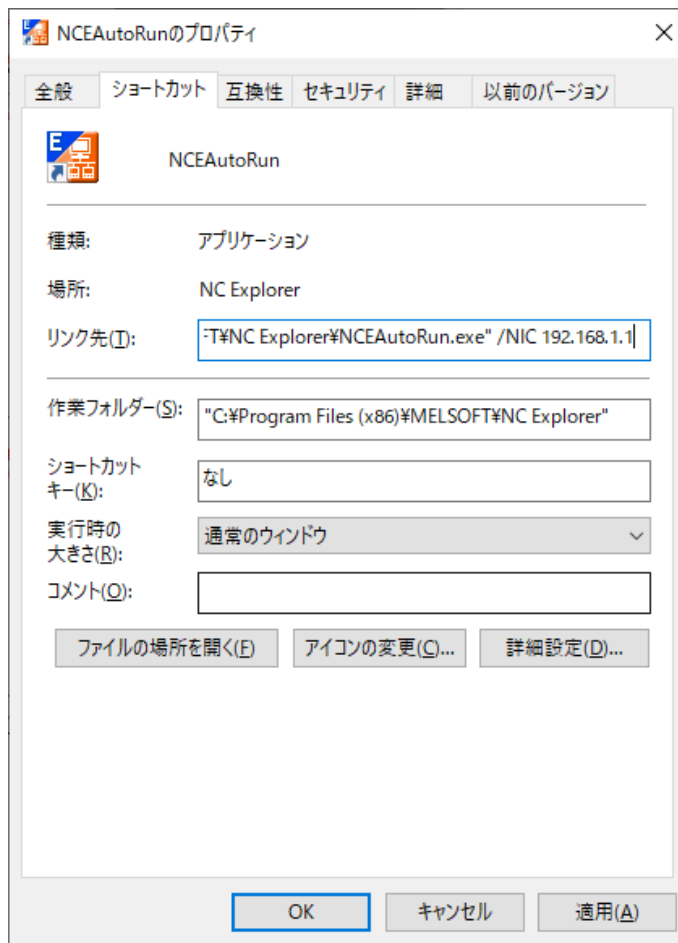 NCEAutoRunのプロパティ
全般 ショートカット 互換性 セキュリティ 詳細 以前のバージョン
E
NCEAutoRun
種類: アプリケーション
場所: NC Explorer
リンク先(T): T¥NC Explorer¥NCEAutoRun.exe" /NIC 192.168.1.1
作業フォルダー(S): "C:¥Program Files (x86)¥MELSOFT¥NC Explorer"
ショートカット
キー(K): なし
実行時の
大きさ(R): 通常のウィンドウ
コメント(O):
ファイルの場所を開く(F) アイコンの変更(C)... 詳細設定(D)...
OK キャンセル 適用(A)